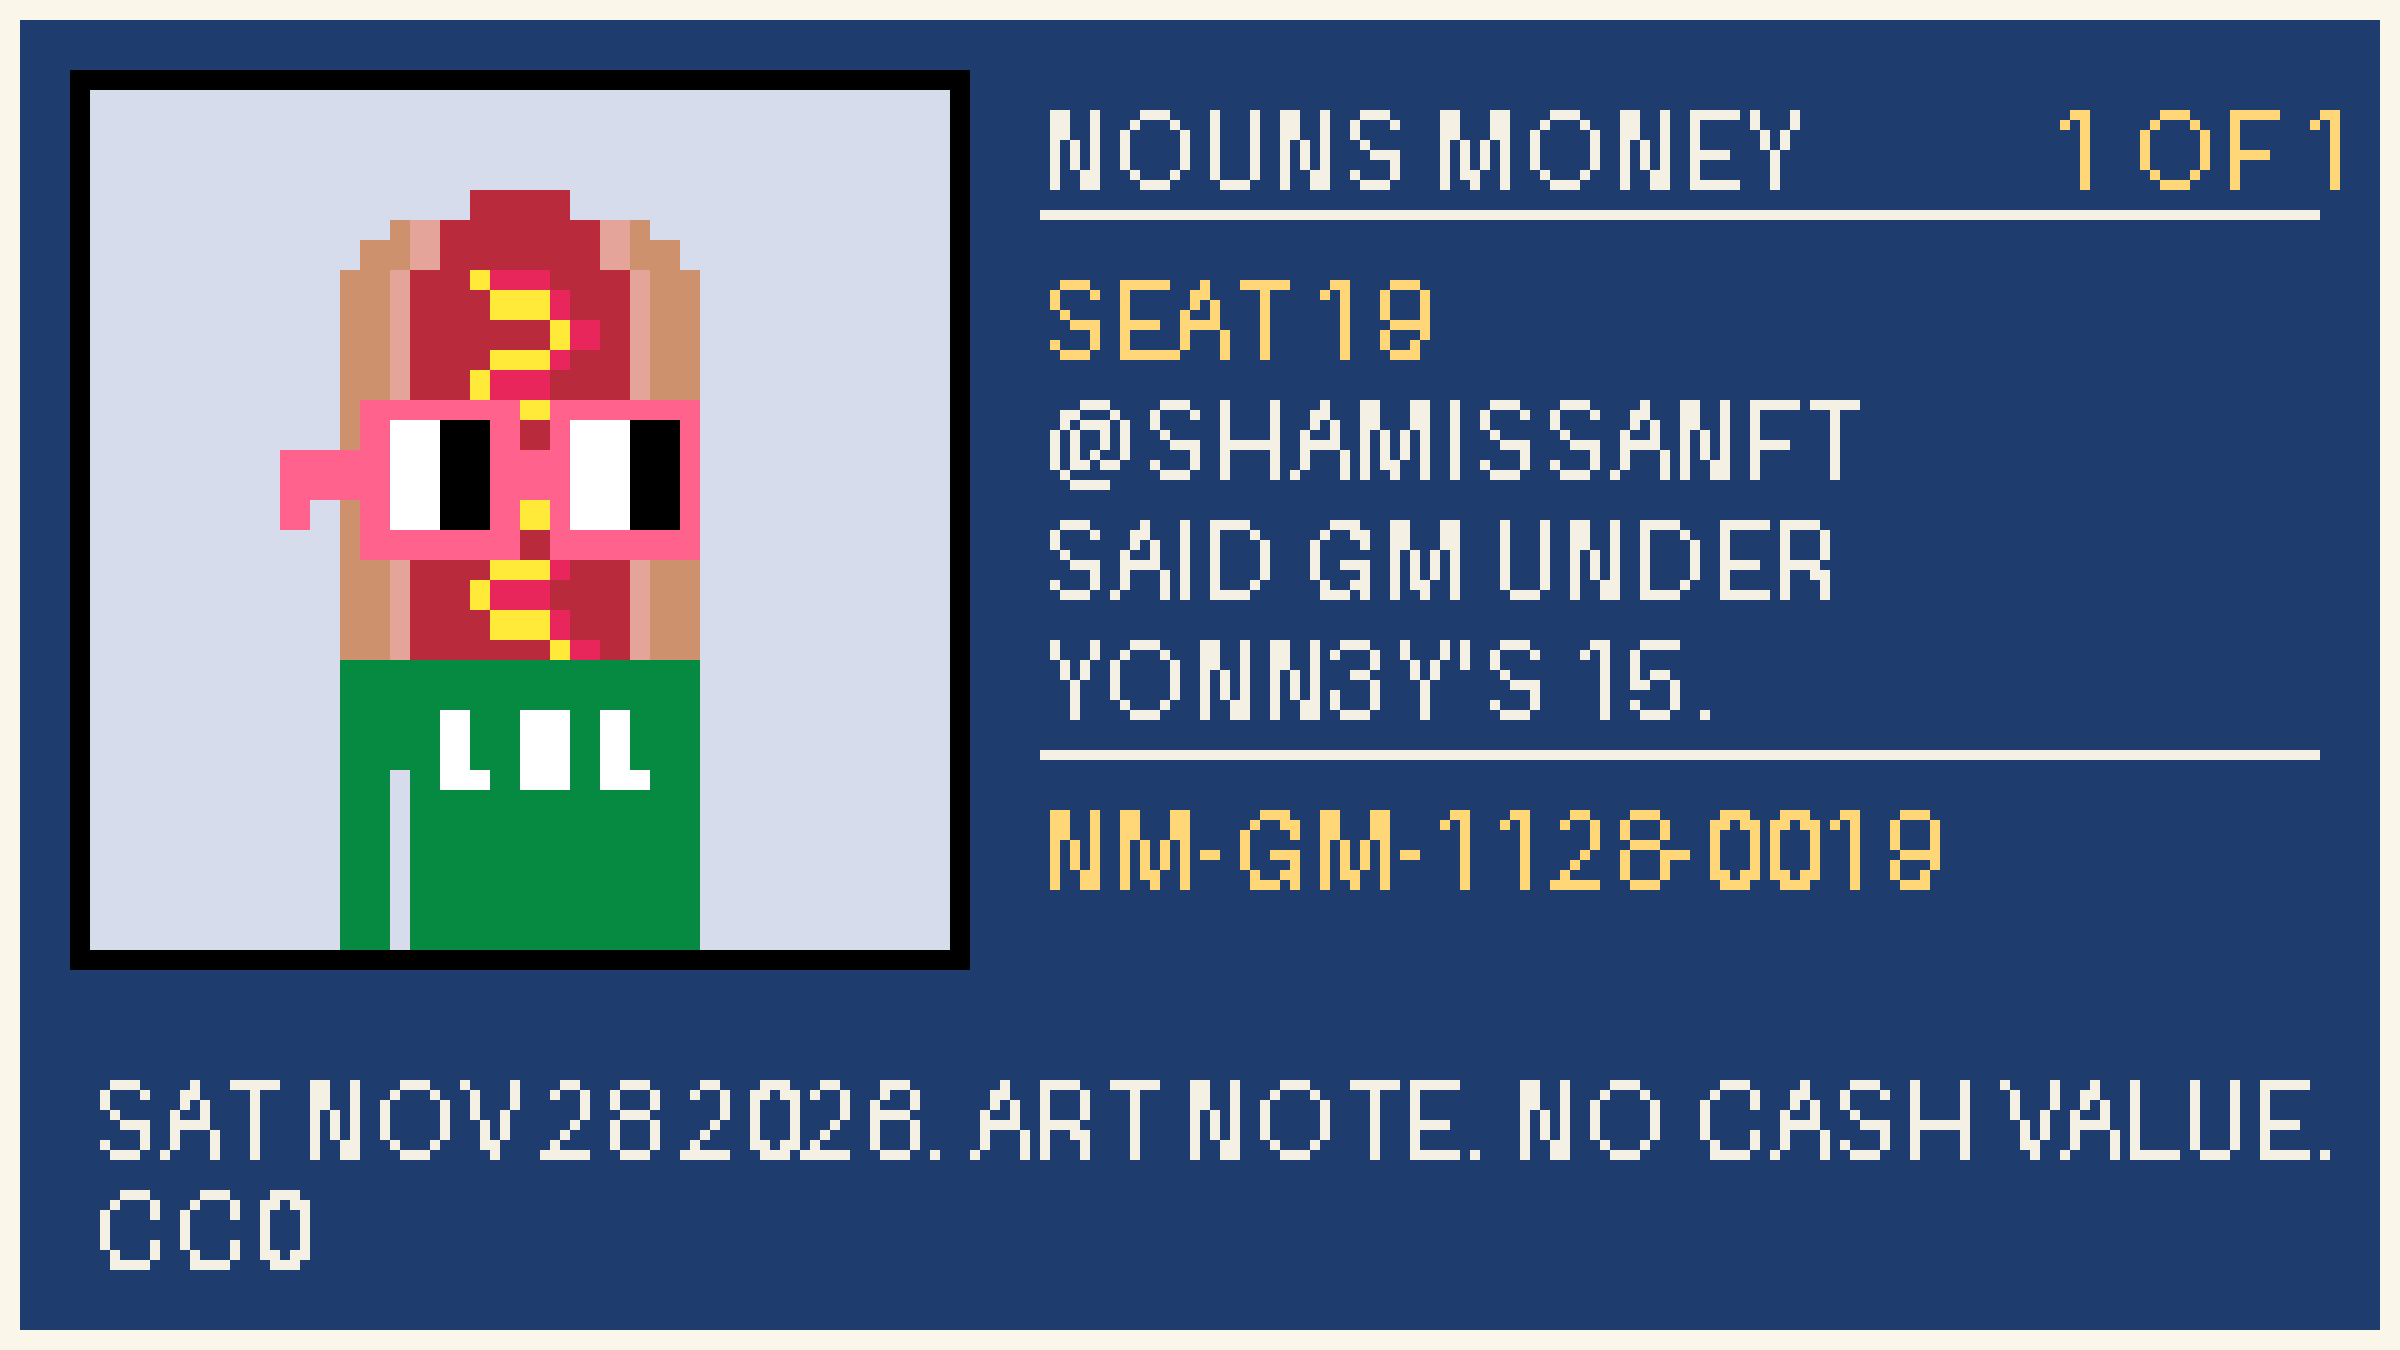 NOUNS MONEY 1 OF 1
SEAT 19
@SHAMISSANFT
SAID GM UNDER
YONN3Y'S 15.
NM-GM-1128-0019
LOL
SAT NOV 28 2026. ART NOTE. NO CASH VALUE.
CC0